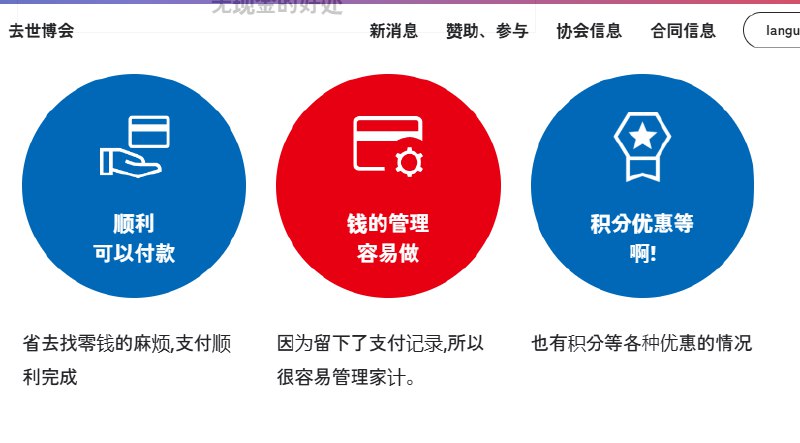 无现金的好处
去世博会 新消息 赞助、参与 协会信息 合同信息 langu
顺利
可以付款
钱的管理
容易做
积分优惠等
啊!
省去找零钱的麻烦,支付顺
利完成
因为留下了支付记录,所以
很容易管理家计。
也有积分等各种优惠的情况